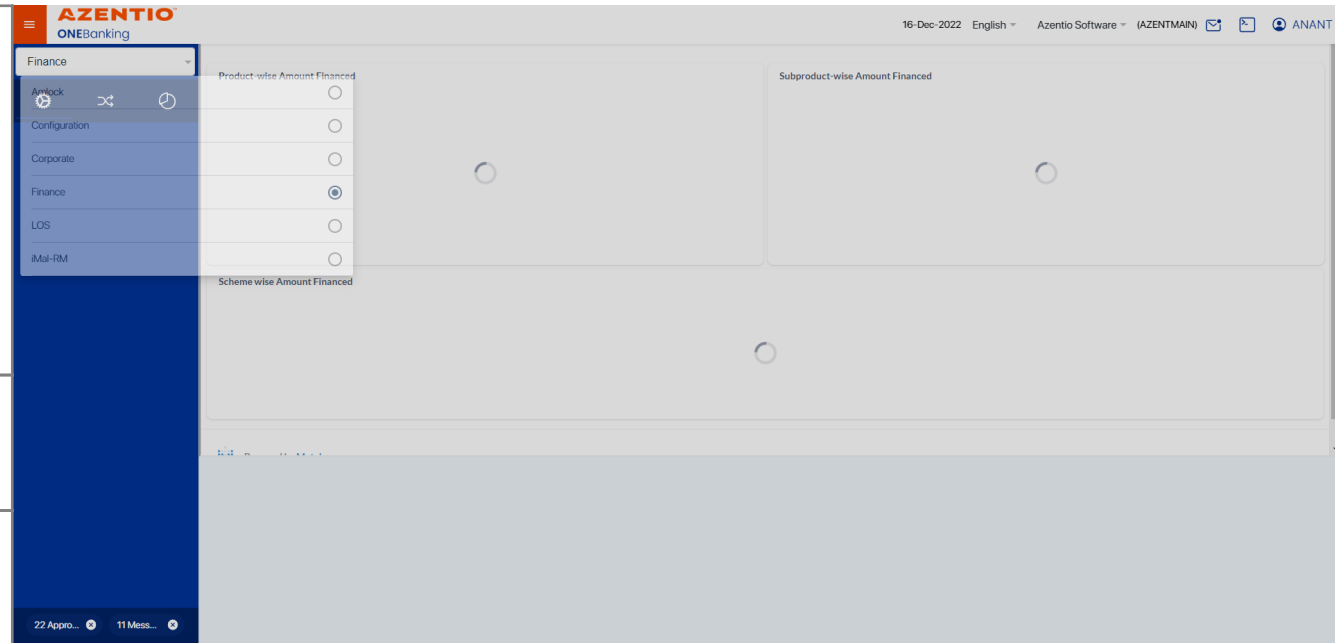 AZENTIO
ONEBanking
16-Dec-2022 English Azentio Software (AZENTMAIN) ANANT
Finance
Product-wise Amount Financed
Subproduct-wise Amount Financed
Amlock
Configuration
Corporate
Finance
LOS
iMal-RM
Scheme wise Amount Financed
22 Appro...
11 Mess...